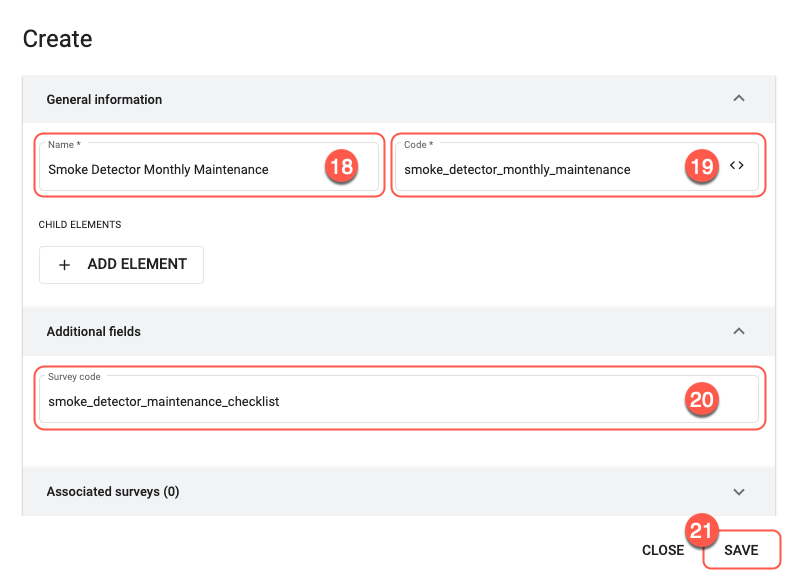 Create
General information
Name *
Smoke Detector Monthly Maintenance
18
Code *
smoke_detector_monthly_maintenance
19
<>
CHILD ELEMENTS
+ ADD ELEMENT
Additional fields
Survey code
smoke_detector_maintenance_checklist
20
Associated surveys (0)
21
CLOSE SAVE